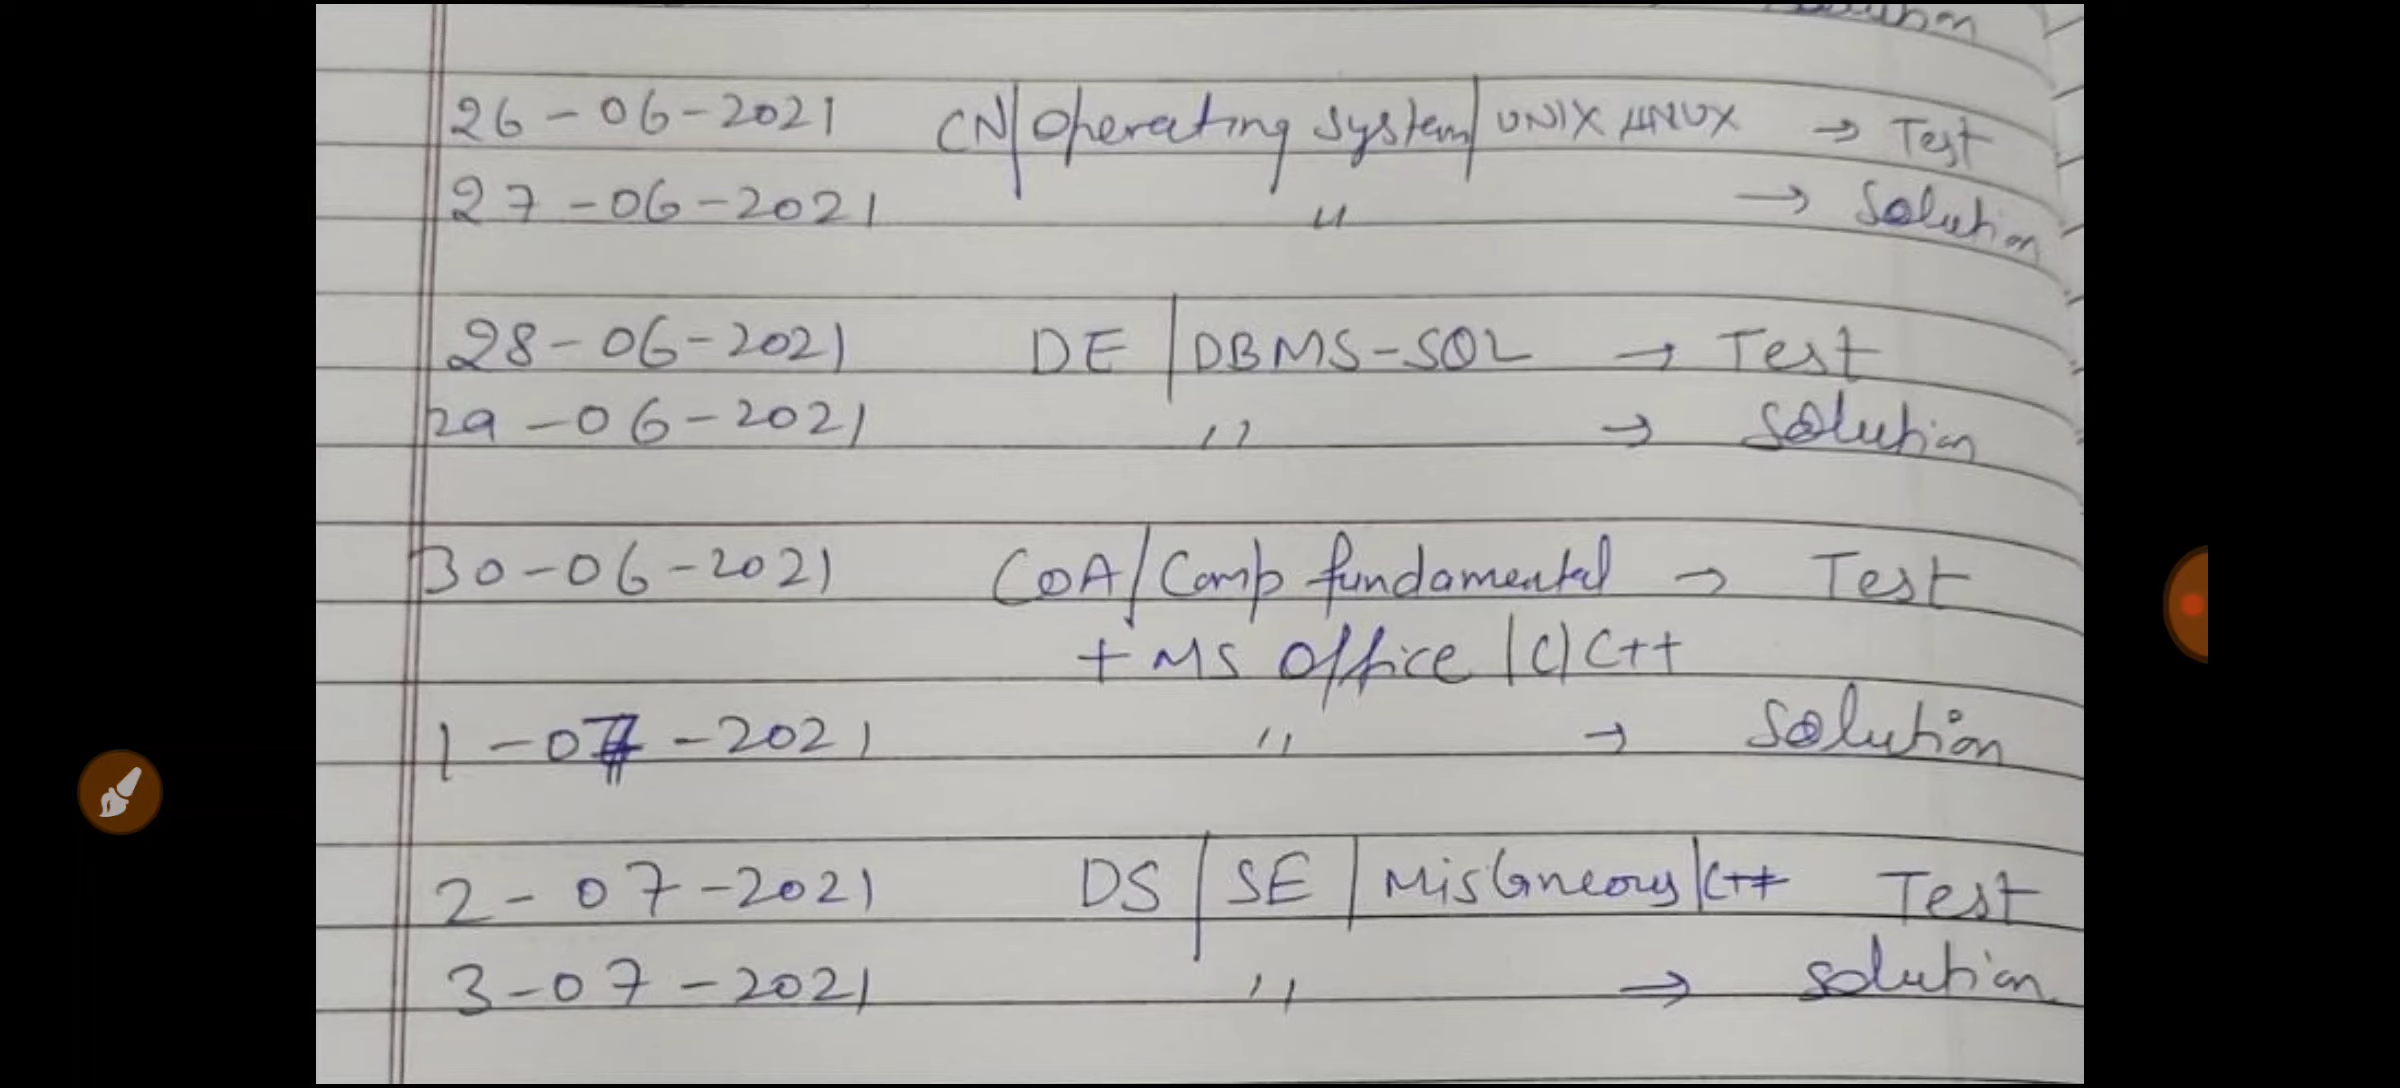 26-06-2021 CN|Operating system|UNIX LINUX → Test
27-06-2021 " → Solution
28-06-2021 DE|DBMS-SQL → Test
29-06-2021 " → Solution
30-06-2021 COA/Comp fundamental → Test
+ MS Office |C|C++
1-07-2021 " → Solution
2-07-2021 DS|SE|Mislaneous|C++ Test
3-07-2021 " → Solution